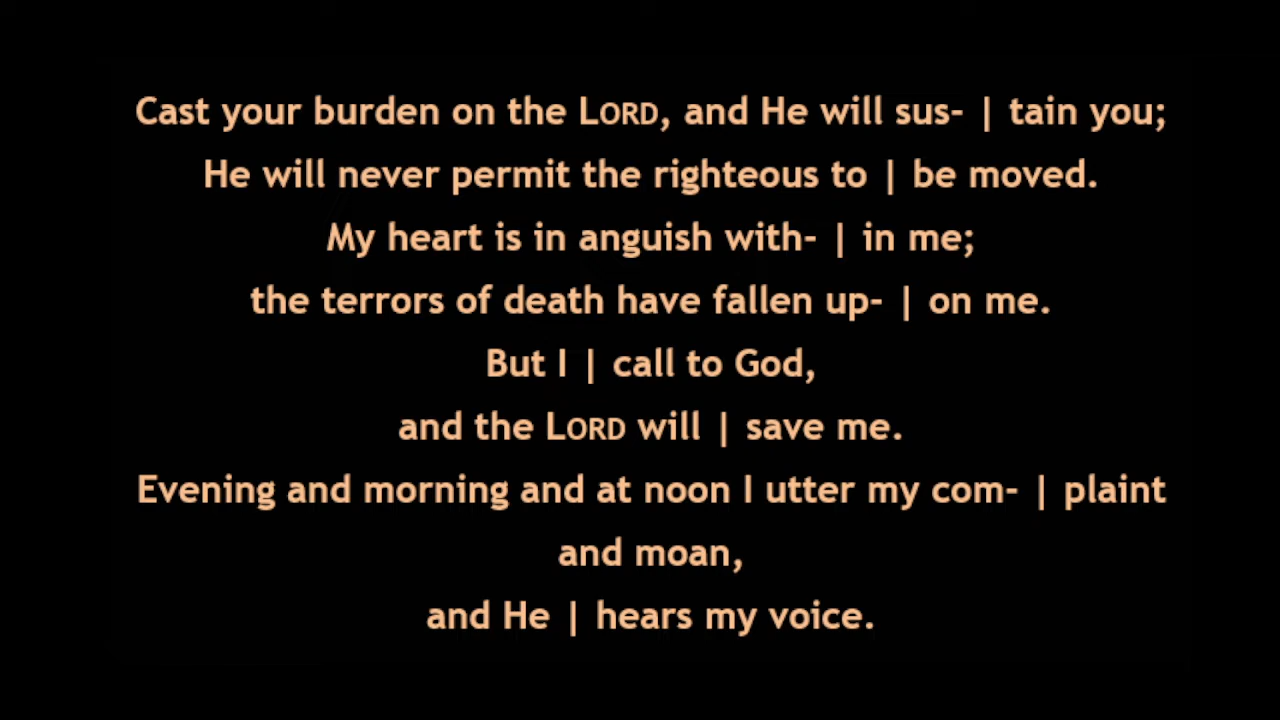 Cast your burden on the LORD, and He will sus- | tain you;
He will never permit the righteous to | be moved.
My heart is in anguish with- | in me;
the terrors of death have fallen up- | on me.
But I | call to God,
and the LORD will | save me.
Evening and morning and at noon I utter my com- | plaint
and moan,
and He | hears my voice.